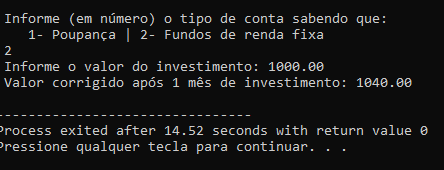 Informe (em número) o tipo de conta sabendo que:
1- Poupança | 2- Fundos de renda fixa
2
Informe o valor do investimento: 1000.00
Valor corrigido após 1 mês de investimento: 1040.00
--------------------------------
Process exited after 14.52 seconds with return value 0
Pressione qualquer tecla para continuar. . .